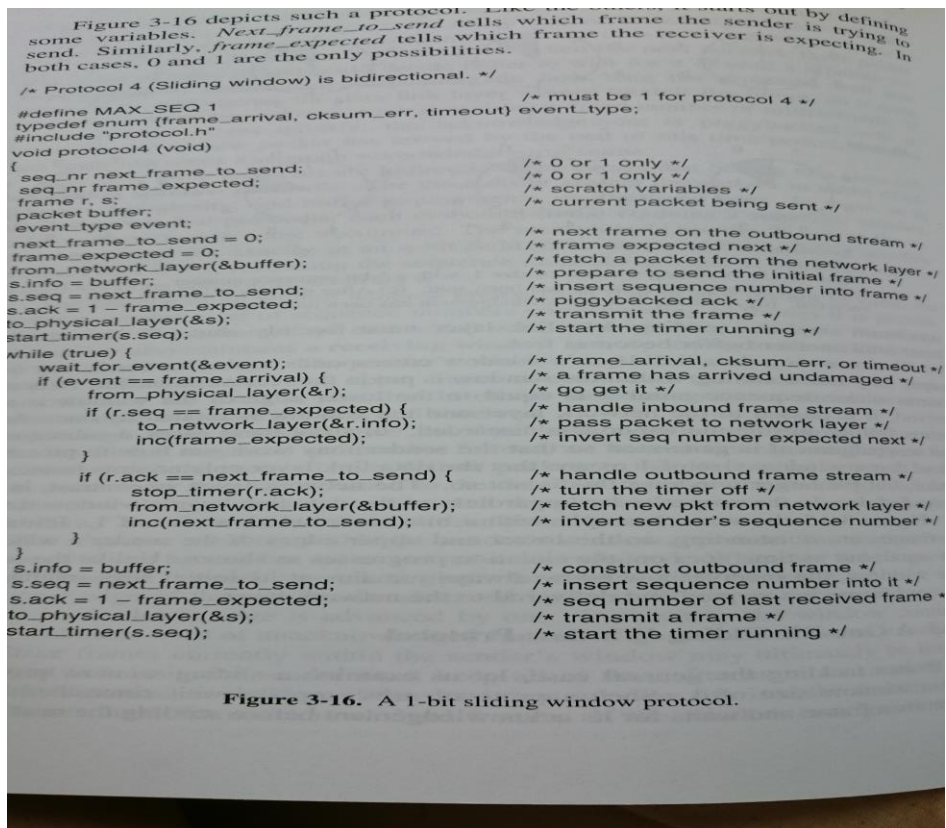 Figure 3-16 depicts such a protocol. Like the others, it starts out by defining
some variables. Next_frame_to_send tells which frame the sender is trying to
send. Similarly, frame_expected tells which frame the receiver is expecting. In
both cases, 0 and 1 are the only possibilities.
/* Protocol 4 (Sliding window) is bidirectional. */
#define MAX_SEQ 1 /* must be 1 for protocol 4 */
typedef enum {frame_arrival, cksum_err, timeout} event_type;
#include "protocol.h"
void protocol4 (void)
{
seq_nr next_frame_to_send; /* 0 or 1 only */
seq_nr frame_expected; /* 0 or 1 only */
frame r, s; /* scratch variables */
packet buffer; /* current packet being sent */
event_type event;
next_frame_to_send = 0; /* next frame on the outbound stream */
frame_expected = 0; /* frame expected next */
from_network_layer(&buffer); /* fetch a packet from the network layer */
s.info = buffer; /* prepare to send the initial frame */
s.seq = next_frame_to_send; /* insert sequence number into frame */
s.ack = 1 – frame_expected; /* piggybacked ack */
to_physical_layer(&s); /* transmit the frame */
start_timer(s.seq); /* start the timer running */
while (true) {
wait_for_event(&event); /* frame_arrival, cksum_err, or timeout */
if (event == frame_arrival) { /* a frame has arrived undamaged */
from_physical_layer(&r); /* go get it */
if (r.seq == frame_expected) { /* handle inbound frame stream */
to_network_layer(&r.info); /* pass packet to network layer */
inc(frame_expected); /* invert seq number expected next */
}
if (r.ack == next_frame_to_send) { /* handle outbound frame stream */
stop_timer(r.ack); /* turn the timer off */
from_network_layer(&buffer); /* fetch new pkt from network layer */
inc(next_frame_to_send); /* invert sender's sequence number */
}
}
s.info = buffer; /* construct outbound frame */
s.seq = next_frame_to_send; /* insert sequence number into it */
s.ack = 1 – frame_expected; /* seq number of last received frame *
to_physical_layer(&s); /* transmit a frame */
start_timer(s.seq); /* start the timer running */
Figure 3-16. A 1-bit sliding window protocol.